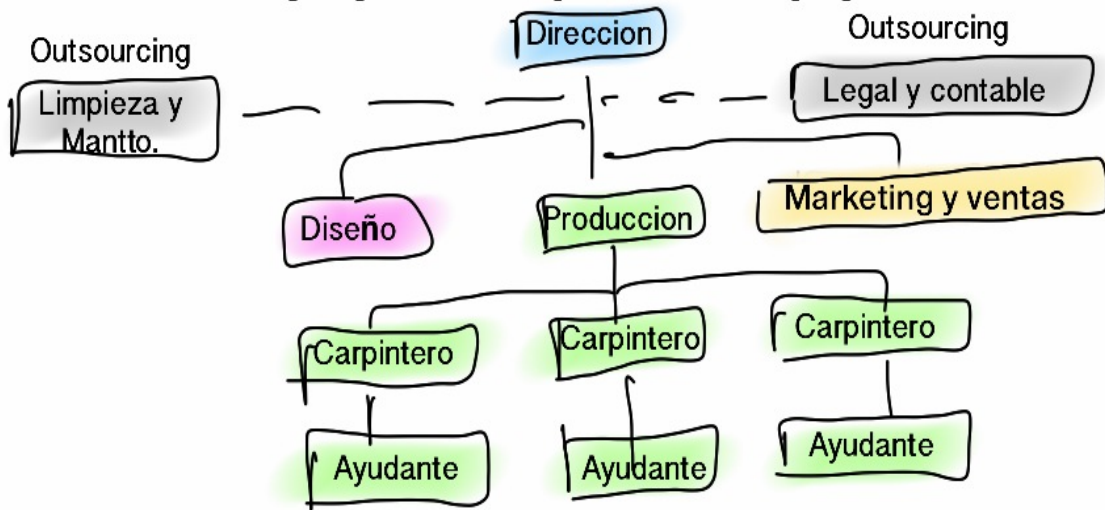 Direccion
Outsourcing
Outsourcing
Limpieza y
Mantto.
Legal y contable
Diseño
Produccion
Marketing y ventas
Carpintero
Carpintero
Carpintero
Ayudante
Ayudante
Ayudante